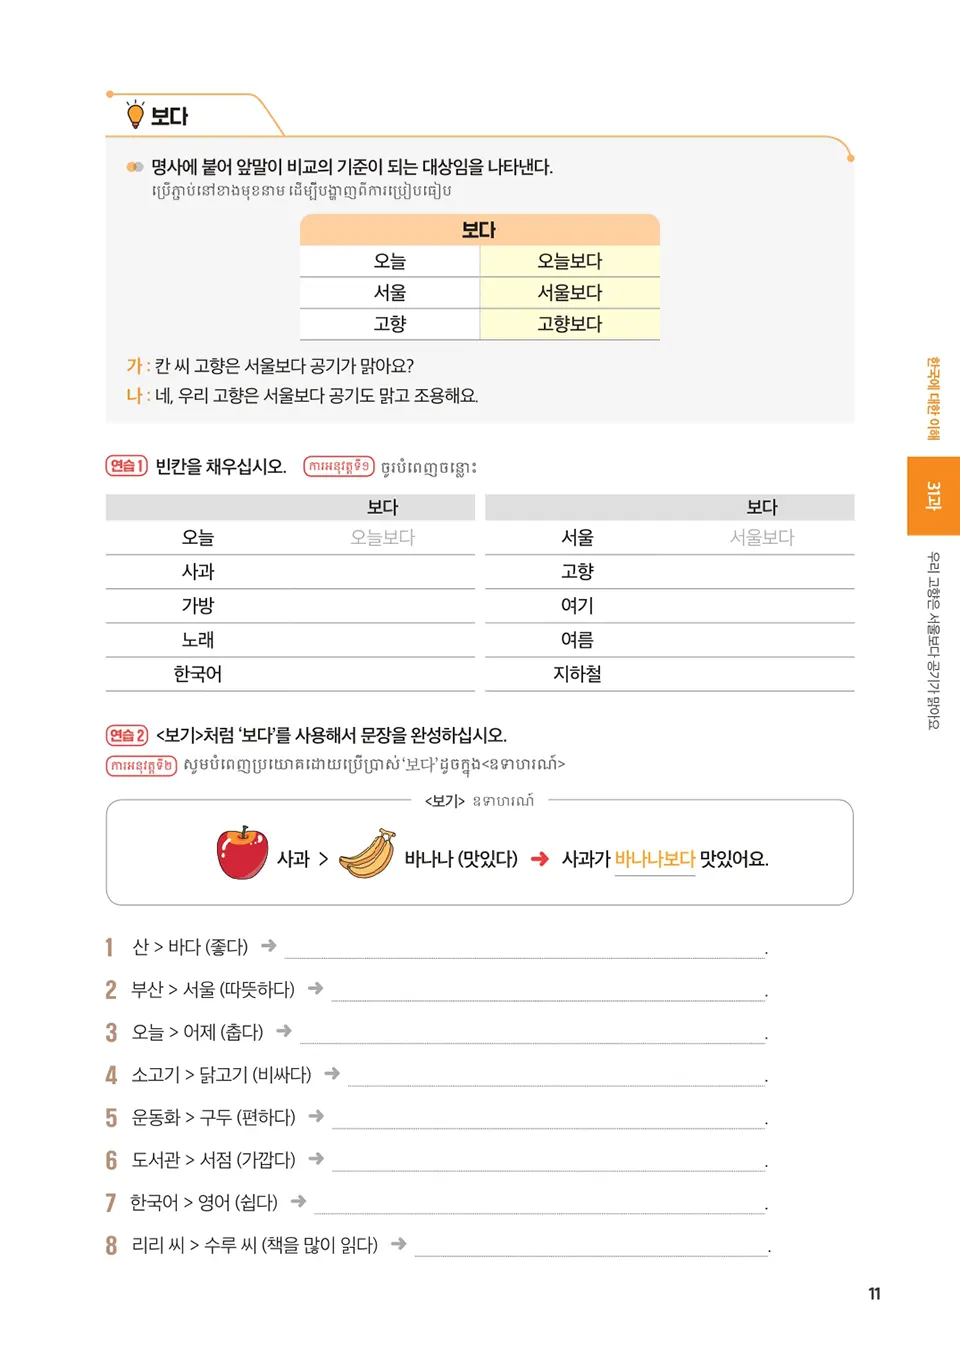 보다
명사에 붙어 앞말이 비교의 기준이 되는 대상임을 나타낸다.
ប្រើភ្ជាប់នៅខាងមុខនាម ដើម្បីបង្ហាញពីការប្រៀបធៀប
보다
오늘 오늘보다
서울 서울보다
고향 고향보다
가 : 칸 씨 고향은 서울보다 공기가 맑아요?
나 : 네, 우리 고향은 서울보다 공기도 맑고 조용해요.
연습 1 빈칸을 채우십시오. ការអនុវត្តទី១ ចូរបំពេញចន្លោះ
보다 보다
오늘 오늘보다 서울 서울보다
사과 고향
가방 여기
노래 여름
한국어 지하철
연습 2 <보기>처럼 ‘보다’를 사용해서 문장을 완성하십시오.
ការអនុវត្តទី២ សូមបំពេញប្រយោគដោយប្រើប្រាស់‘보다’ដូចក្នុង<ឧទាហរណ៍>
<보기> ឧទាហរណ៍
사과 > 바나나 (맛있다) ➜ 사과가 바나나보다 맛있어요.
1 산 > 바다 (좋다) ➜ .
2 부산 > 서울 (따뜻하다) ➜ .
3 오늘 > 어제 (춥다) ➜ .
4 소고기 > 닭고기 (비싸다) ➜ .
5 운동화 > 구두 (편하다) ➜ .
6 도서관 > 서점 (가깝다) ➜ .
7 한국어 > 영어 (쉽다) ➜ .
8 리리 씨 > 수루 씨 (책을 많이 읽다) ➜ .
한국에 대한 이해
31과
우리 고향은 서울보다 공기가 맑아요
11